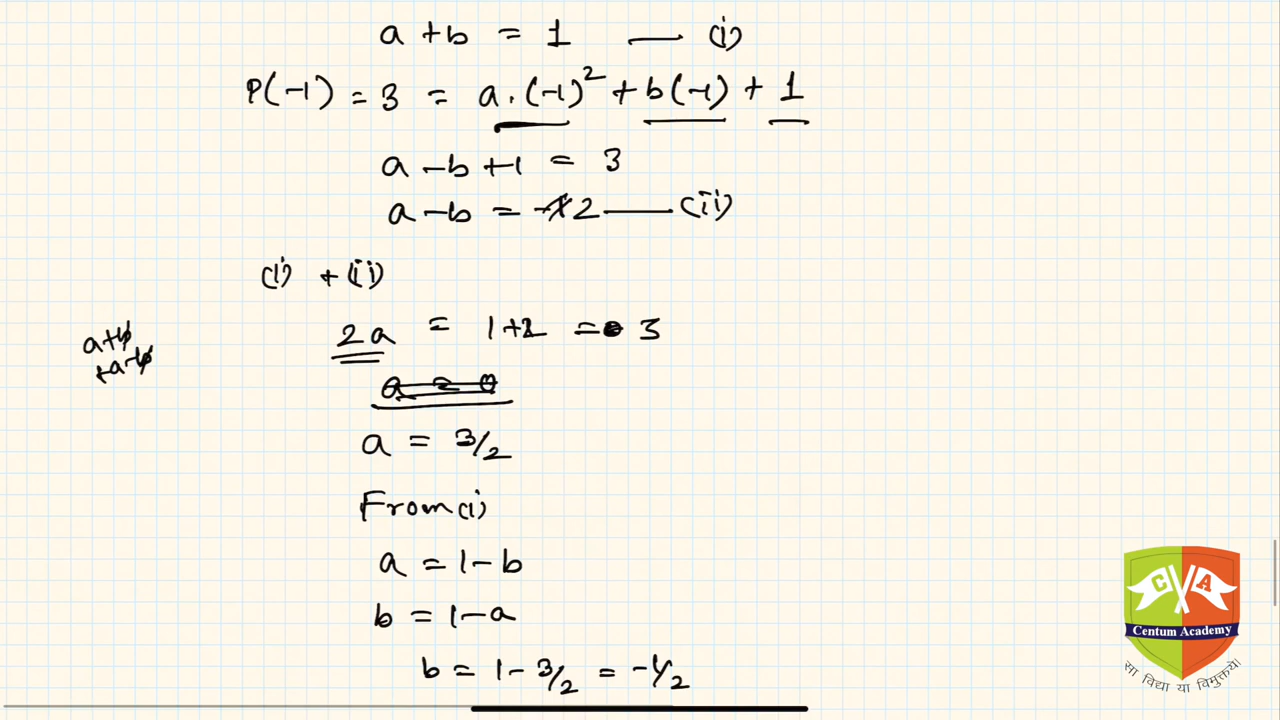 a + b = 1 — (i)
P(-1) = 3 = a.(-1)² + b(-1) + 1
a - b + 1 = 3
a - b = 2 — (ii)
(i) + (ii)
a+b
+a-b
2a = 1+2 = 3
a = 0
a = 3/2
From (i)
a = 1 - b
b = 1 - a
b = 1 - 3/2 = -1/2
C A
Centum Academy
सा विद्या या विमुक्तये